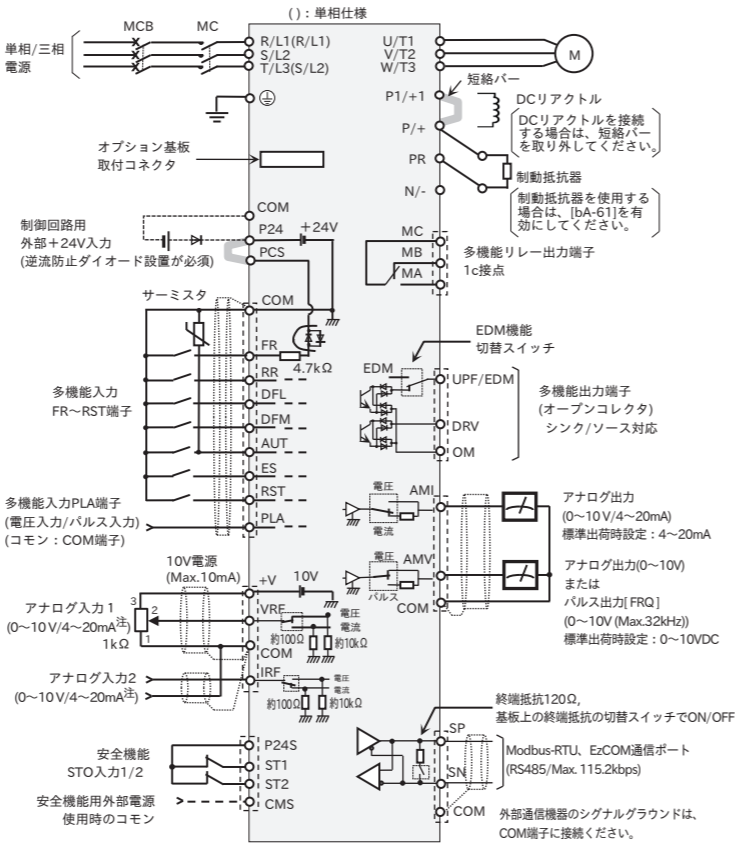 ( )：単相仕様
MCB
MC
単相/三相
電源
R/L1(R/L1)
S/L2
T/L3(S/L2)
U/T1
V/T2
W/T3
M
短絡バー
P1/+1
DCリアクトル
DCリアクトルを接続
する場合は、短絡バー
を取り外してください。
P/+
PR
制動抵抗器
N/-
制動抵抗器を使用する
場合は、[bA-61]を有
効にしてください。
オプション基板
取付コネクタ
COM
制御回路用
外部+24V入力
(逆流防止ダイオード設置が必須)
P24
+24V
PCS
MC
MB
MA
多機能リレー出力端子
1c接点
サーミスタ
COM
FR
4.7kΩ
RR
DFL
DFM
AUT
ES
RST
PLA
多機能入力
FR〜RST端子
多機能入力PLA端子
(電圧入力/パルス入力)
(コモン：COM端子)
EDM機能
切替スイッチ
EDM
UPF/EDM
DRV
OM
多機能出力端子
(オープンコレクタ)
シンク/ソース対応
電圧
AMI
電流
アナログ出力
(0〜10V/4〜20mA)
標準出荷時設定：4〜20mA
電圧
AMV
パルス
COM
アナログ出力(0〜10V)
または
パルス出力[FRQ]
(0〜10V (Max.32kHz))
標準出荷時設定：0〜10VDC
10V電源
(Max.10mA)
+V
10V
アナログ入力1
(0〜10V/4〜20mA注)
1kΩ
3
2
1
VRF
電圧
電流
約100Ω
約10kΩ
COM
アナログ入力2
(0〜10V/4〜20mA注)
IRF
電圧
電流
約100Ω
約10kΩ
安全機能
STO入力1/2
P24S
ST1
ST2
CMS
安全機能用外部電源
使用時のコモン
終端抵抗120Ω,
基板上の終端抵抗の切替スイッチでON/OFF
SP
SN
Modbus-RTU、EzCOM通信ポート
(RS485/Max. 115.2kbps)
COM
外部通信機器のシグナルグラウンドは、
COM端子に接続ください。